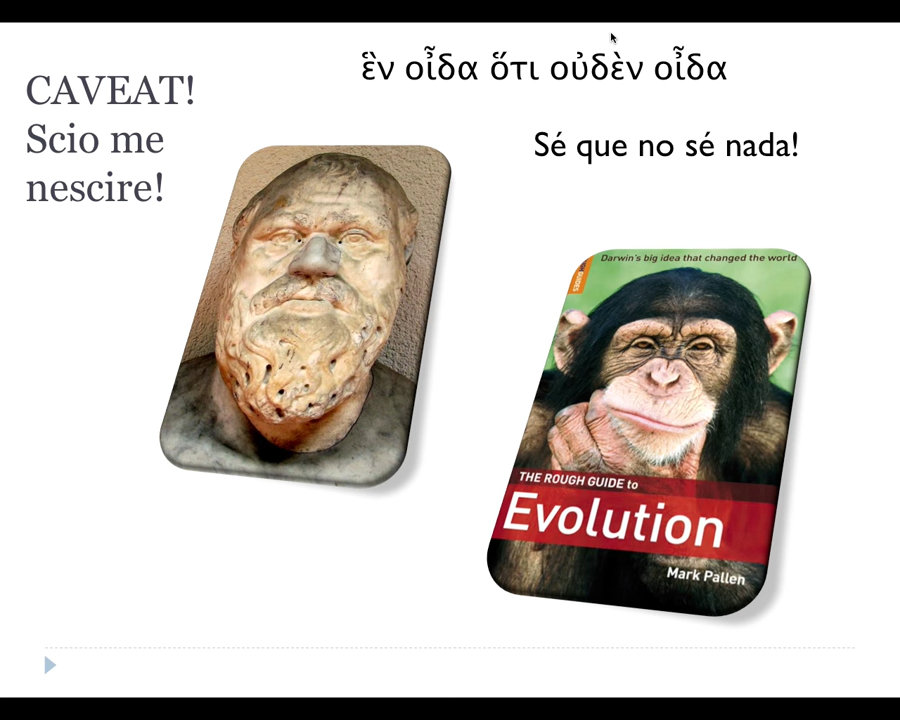 CAVEAT!
Scio me
nescire!
ἓν οἶδα ὅτι οὐδὲν οἶδα
Sé que no sé nada!
Darwin's big idea that changed the world
THE ROUGH GUIDE to
Evolution
Mark Pallen